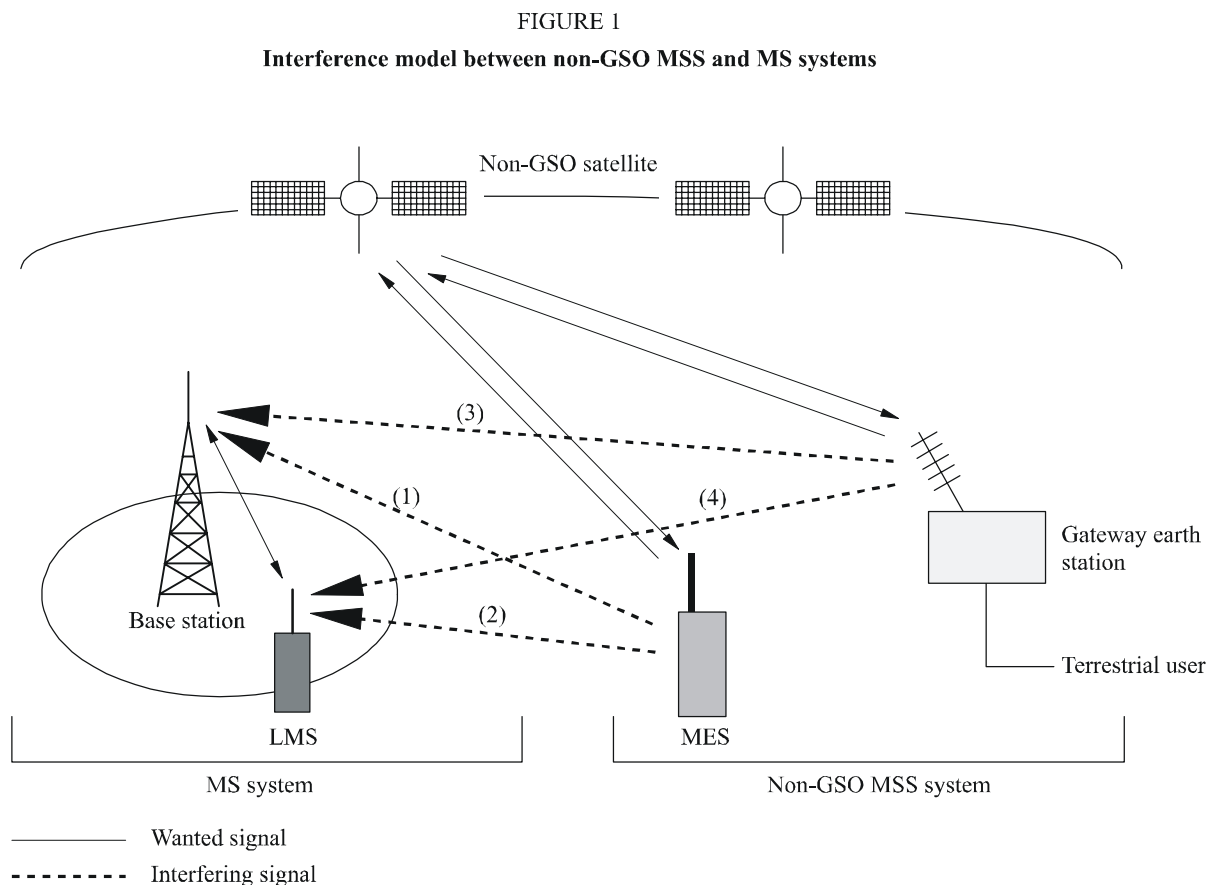 FIGURE 1
Interference model between non-GSO MSS and MS systems
Non-GSO satellite
(3)
(1)
(4)
Gateway earth
station
Base station
(2)
Terrestrial user
LMS
MES
MS system
Non-GSO MSS system
Wanted signal
Interfering signal